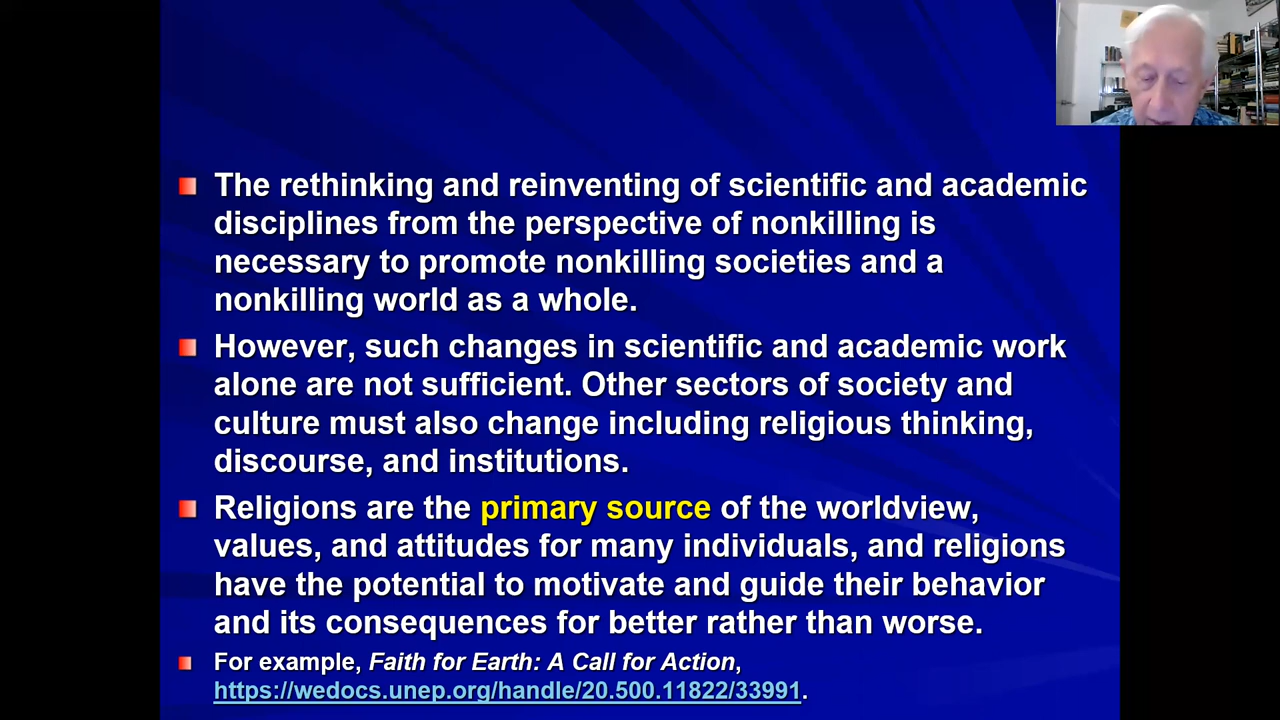 The rethinking and reinventing of scientific and academic
disciplines from the perspective of nonkilling is
necessary to promote nonkilling societies and a
nonkilling world as a whole.
However, such changes in scientific and academic work
alone are not sufficient. Other sectors of society and
culture must also change including religious thinking,
discourse, and institutions.
Religions are the primary source of the worldview,
values, and attitudes for many individuals, and religions
have the potential to motivate and guide their behavior
and its consequences for better rather than worse.
For example, Faith for Earth: A Call for Action,
https://wedocs.unep.org/handle/20.500.11822/33991.